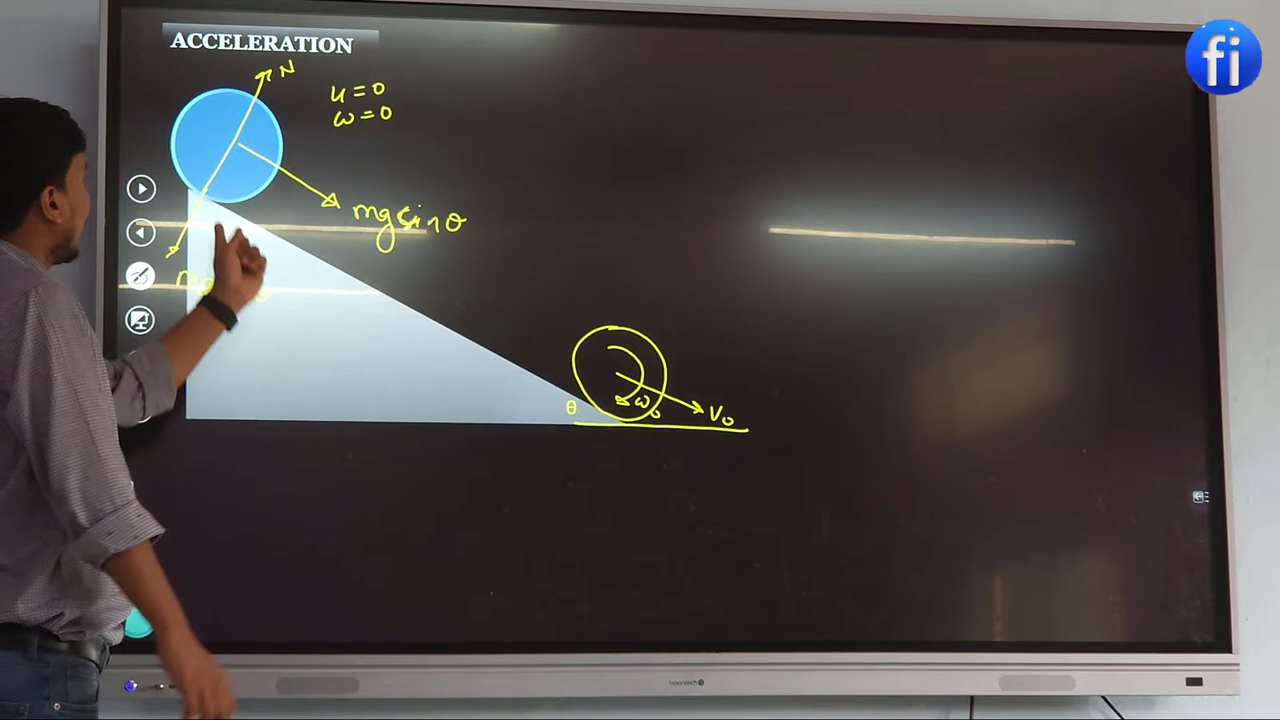 ACCELERATION
N
u = 0
ω = 0
mg sin θ
θ
ω₀
V₀
fi